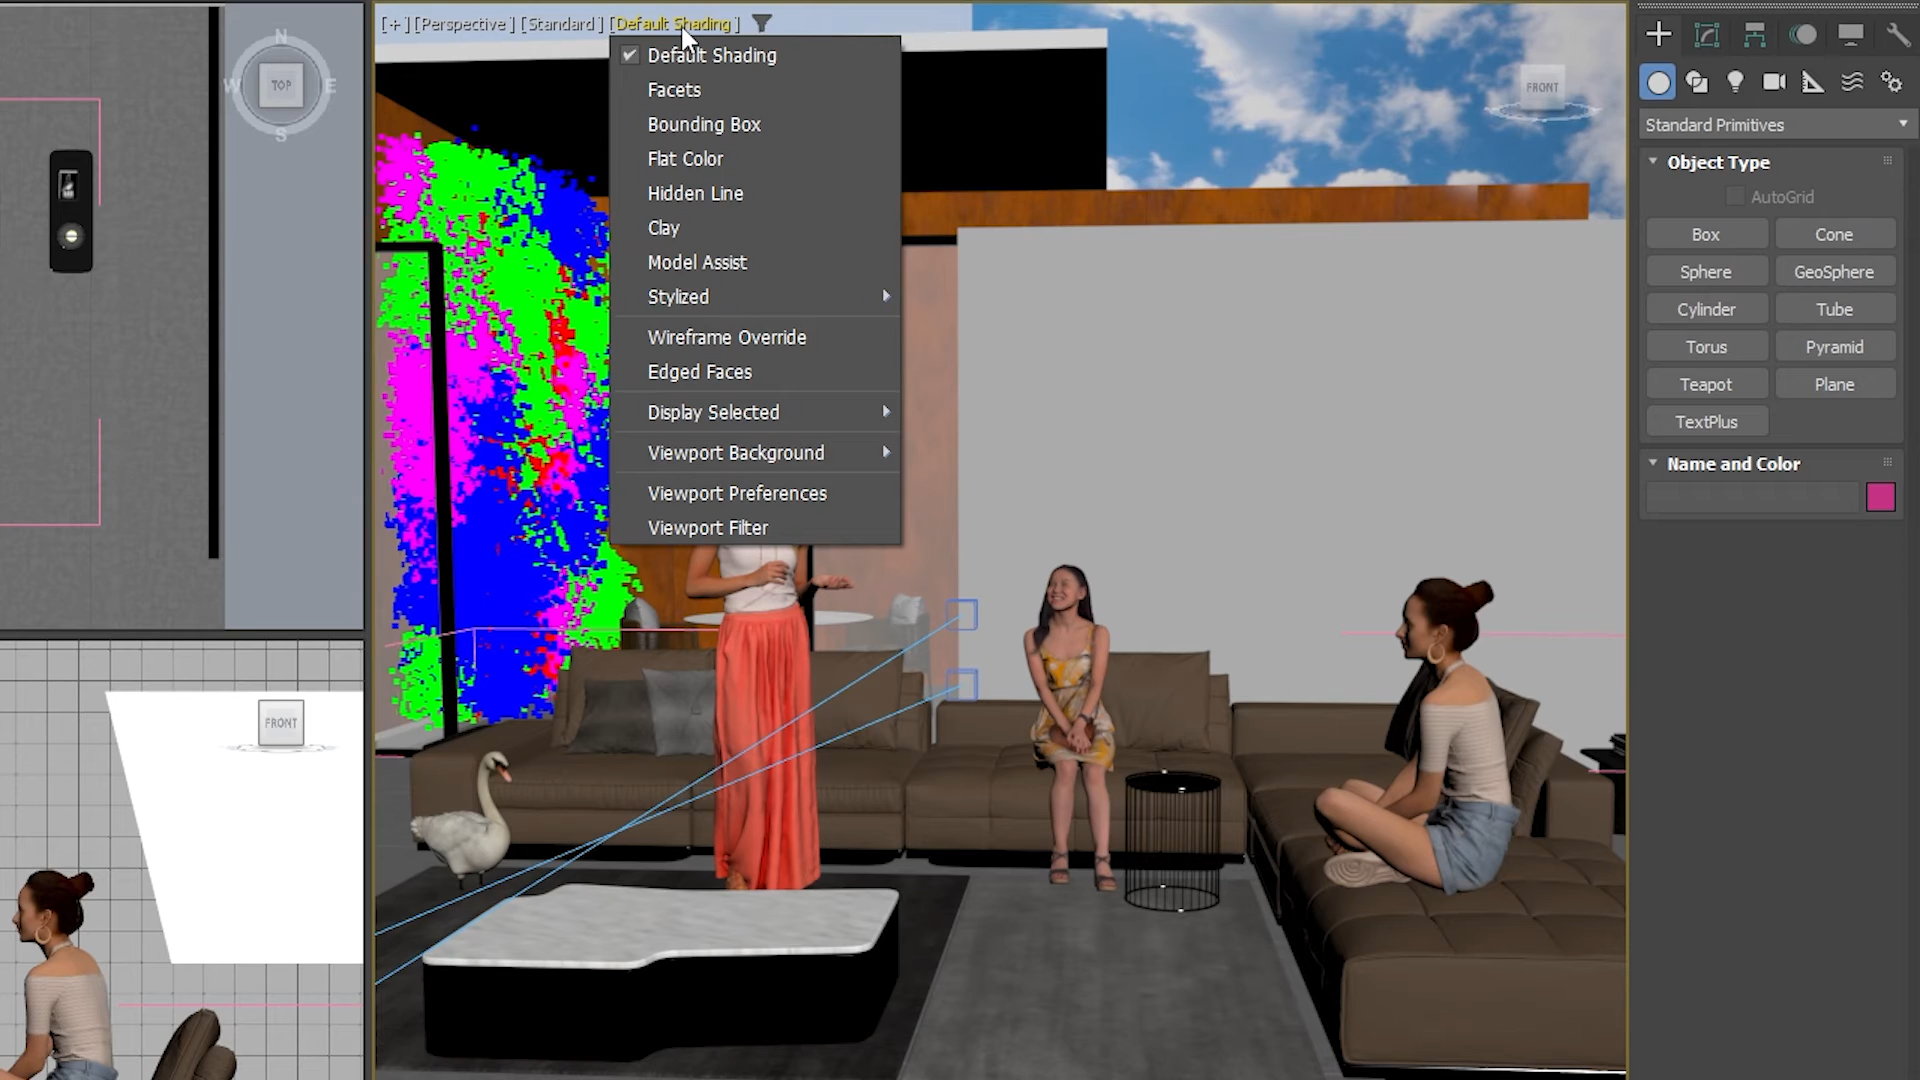 N
W
TOP
E
S
FRONT
[ + ] [Perspective ] [Standard ] [Default Shading ]
Default Shading
Facets
Bounding Box
Flat Color
Hidden Line
Clay
Model Assist
Stylized
Wireframe Override
Edged Faces
Display Selected
Viewport Background
Viewport Preferences
Viewport Filter
FRONT
Standard Primitives
Object Type
AutoGrid
Box
Cone
Sphere
GeoSphere
Cylinder
Tube
Torus
Pyramid
Teapot
Plane
TextPlus
Name and Color